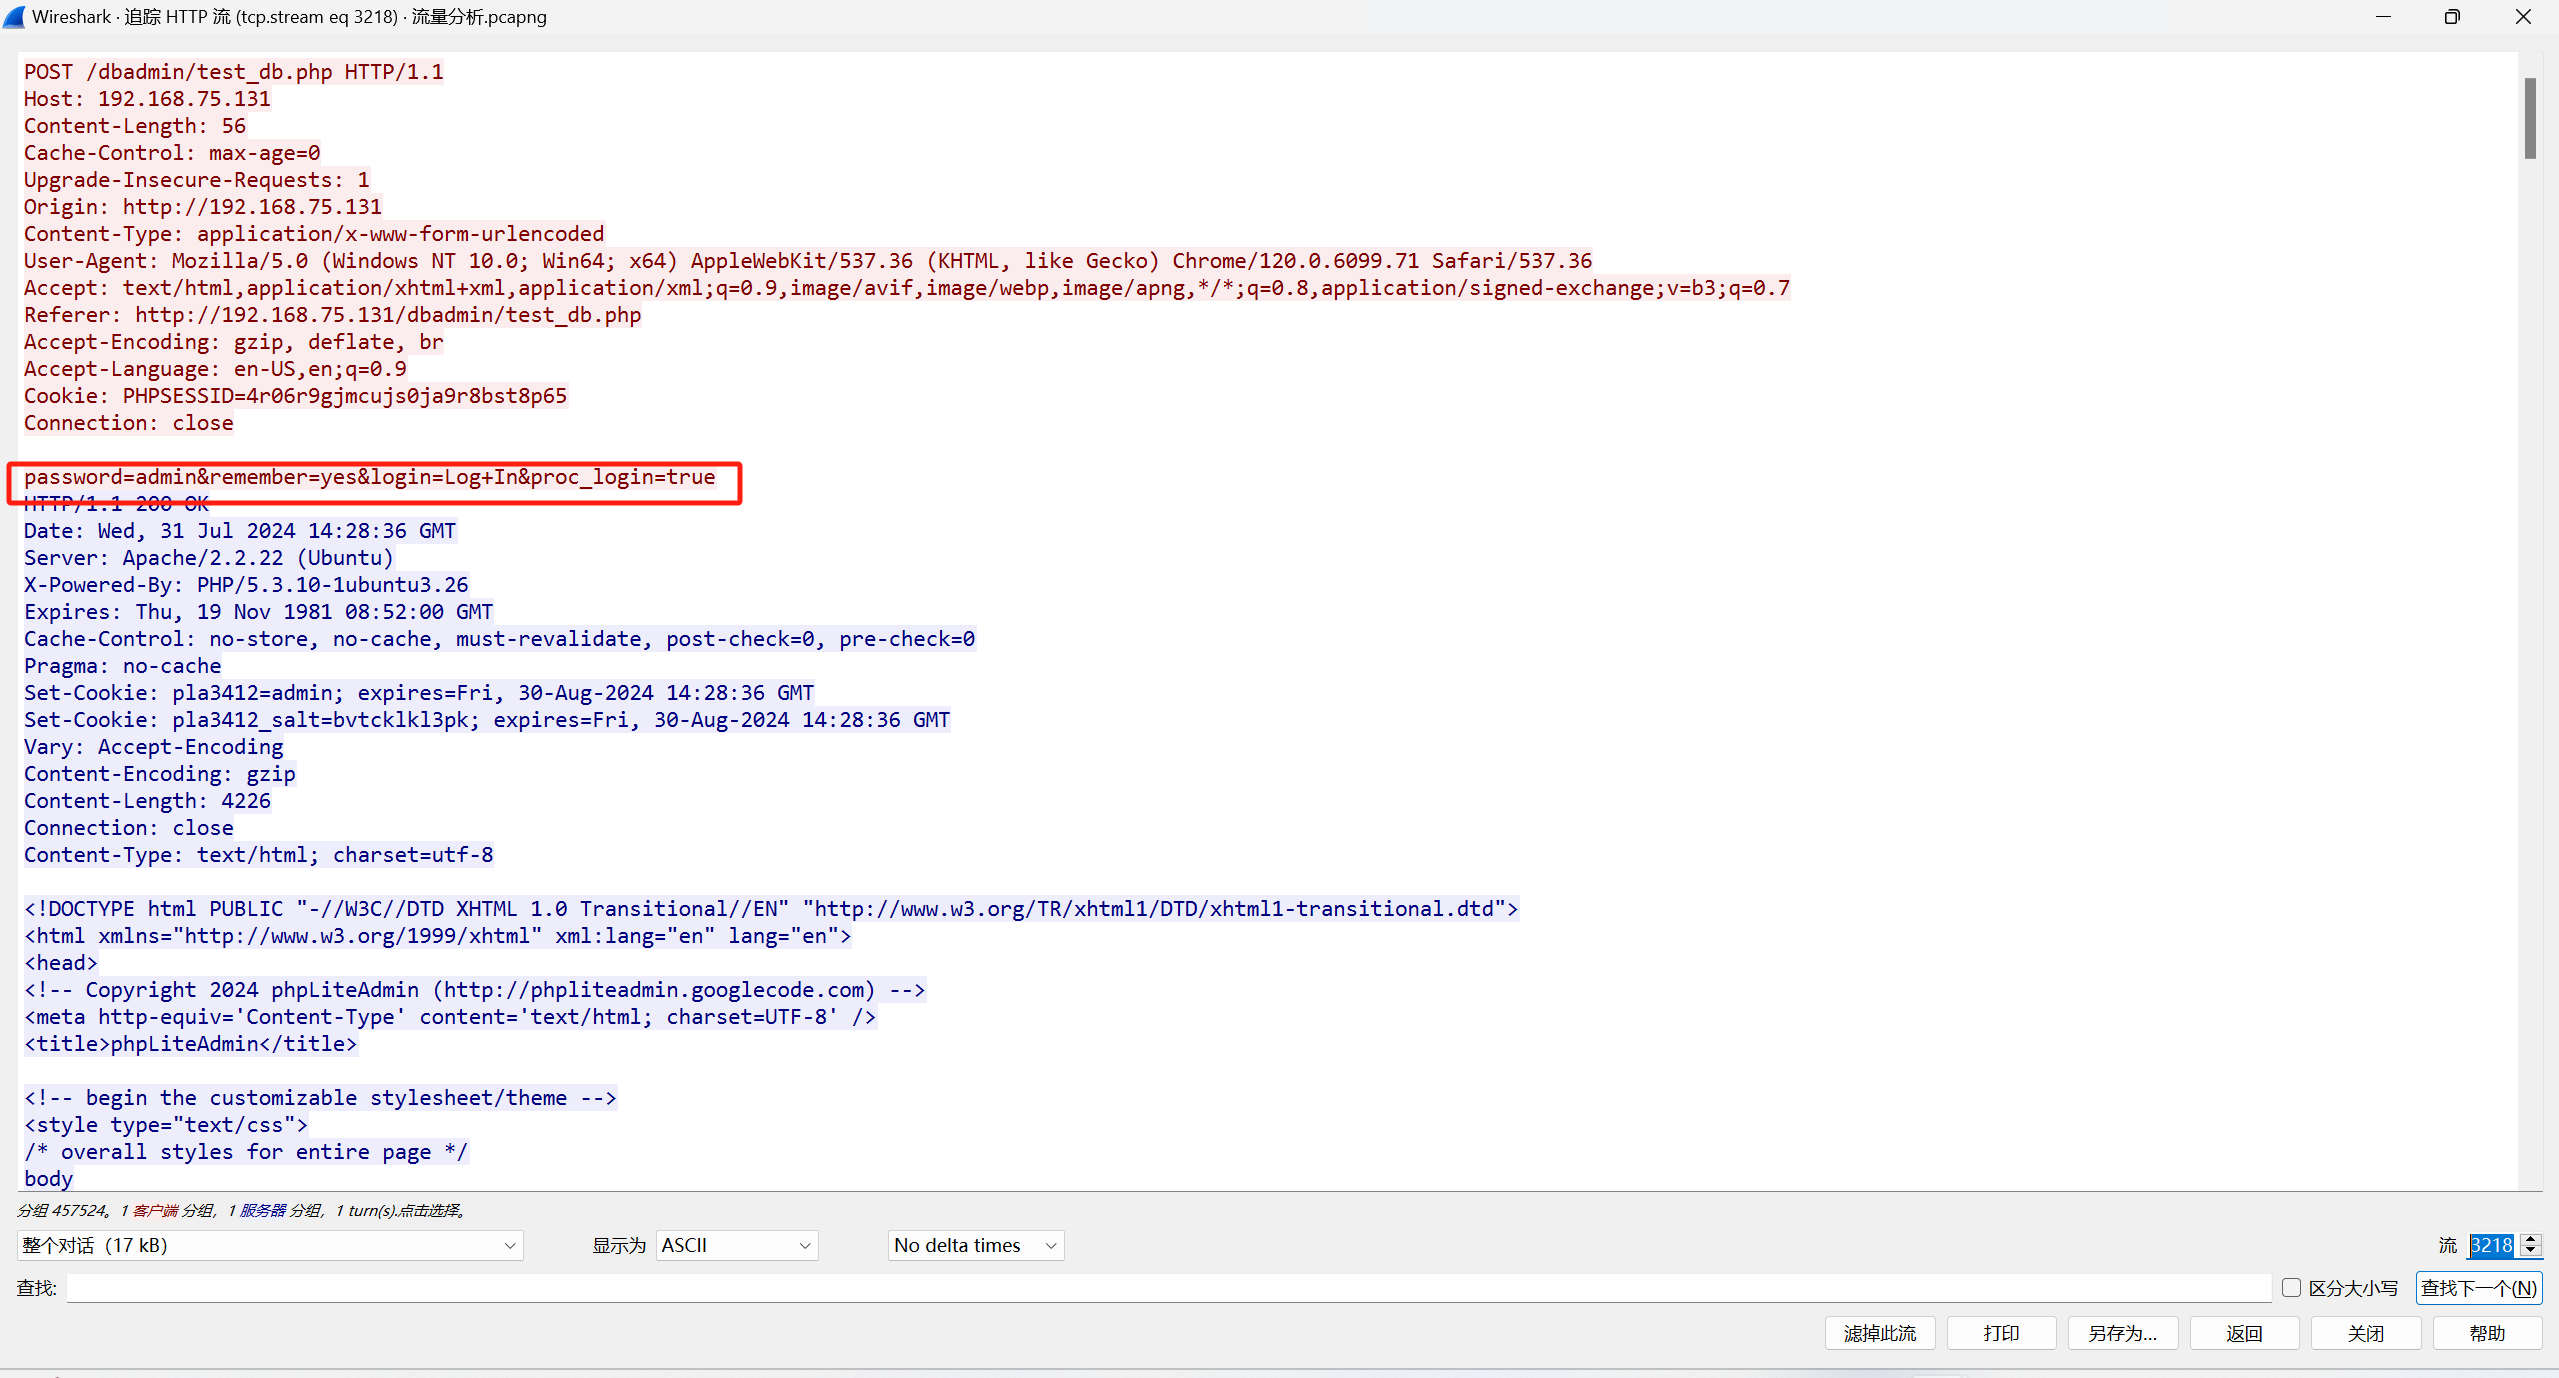 Wireshark · 追踪 HTTP 流 (tcp.stream eq 3218) · 流量分析.pcapng
POST /dbadmin/test_db.php HTTP/1.1
Host: 192.168.75.131
Content-Length: 56
Cache-Control: max-age=0
Upgrade-Insecure-Requests: 1
Origin: http://192.168.75.131
Content-Type: application/x-www-form-urlencoded
User-Agent: Mozilla/5.0 (Windows NT 10.0; Win64; x64) AppleWebKit/537.36 (KHTML, like Gecko) Chrome/120.0.6099.71 Safari/537.36
Accept: text/html,application/xhtml+xml,application/xml;q=0.9,image/avif,image/webp,image/apng,*/*;q=0.8,application/signed-exchange;v=b3;q=0.7
Referer: http://192.168.75.131/dbadmin/test_db.php
Accept-Encoding: gzip, deflate, br
Accept-Language: en-US,en;q=0.9
Cookie: PHPSESSID=4r06r9gjmcujs0ja9r8bst8p65
Connection: close
password=admin&remember=yes&login=Log+In&proc_login=true
HTTP/1.1 200 OK
Date: Wed, 31 Jul 2024 14:28:36 GMT
Server: Apache/2.2.22 (Ubuntu)
X-Powered-By: PHP/5.3.10-1ubuntu3.26
Expires: Thu, 19 Nov 1981 08:52:00 GMT
Cache-Control: no-store, no-cache, must-revalidate, post-check=0, pre-check=0
Pragma: no-cache
Set-Cookie: pla3412=admin; expires=Fri, 30-Aug-2024 14:28:36 GMT
Set-Cookie: pla3412_salt=bvtcklkl3pk; expires=Fri, 30-Aug-2024 14:28:36 GMT
Vary: Accept-Encoding
Content-Encoding: gzip
Content-Length: 4226
Connection: close
Content-Type: text/html; charset=utf-8
<!DOCTYPE html PUBLIC "-//W3C//DTD XHTML 1.0 Transitional//EN" "http://www.w3.org/TR/xhtml1/DTD/xhtml1-transitional.dtd">
<html xmlns="http://www.w3.org/1999/xhtml" xml:lang="en" lang="en">
<head>
<!-- Copyright 2024 phpLiteAdmin (http://phpliteadmin.googlecode.com) -->
<meta http-equiv='Content-Type' content='text/html; charset=UTF-8' />
<title>phpLiteAdmin</title>
<!-- begin the customizable stylesheet/theme -->
<style type="text/css">
/* overall styles for entire page */
body
分组 457524。1 客户端 分组，1 服务器 分组，1 turn(s).点击选择。
整个对话（17 kB） 显示为 ASCII No delta times 流 3218
查找: 区分大小写 查找下一个(N)
滤掉此流 打印 另存为… 返回 关闭 帮助